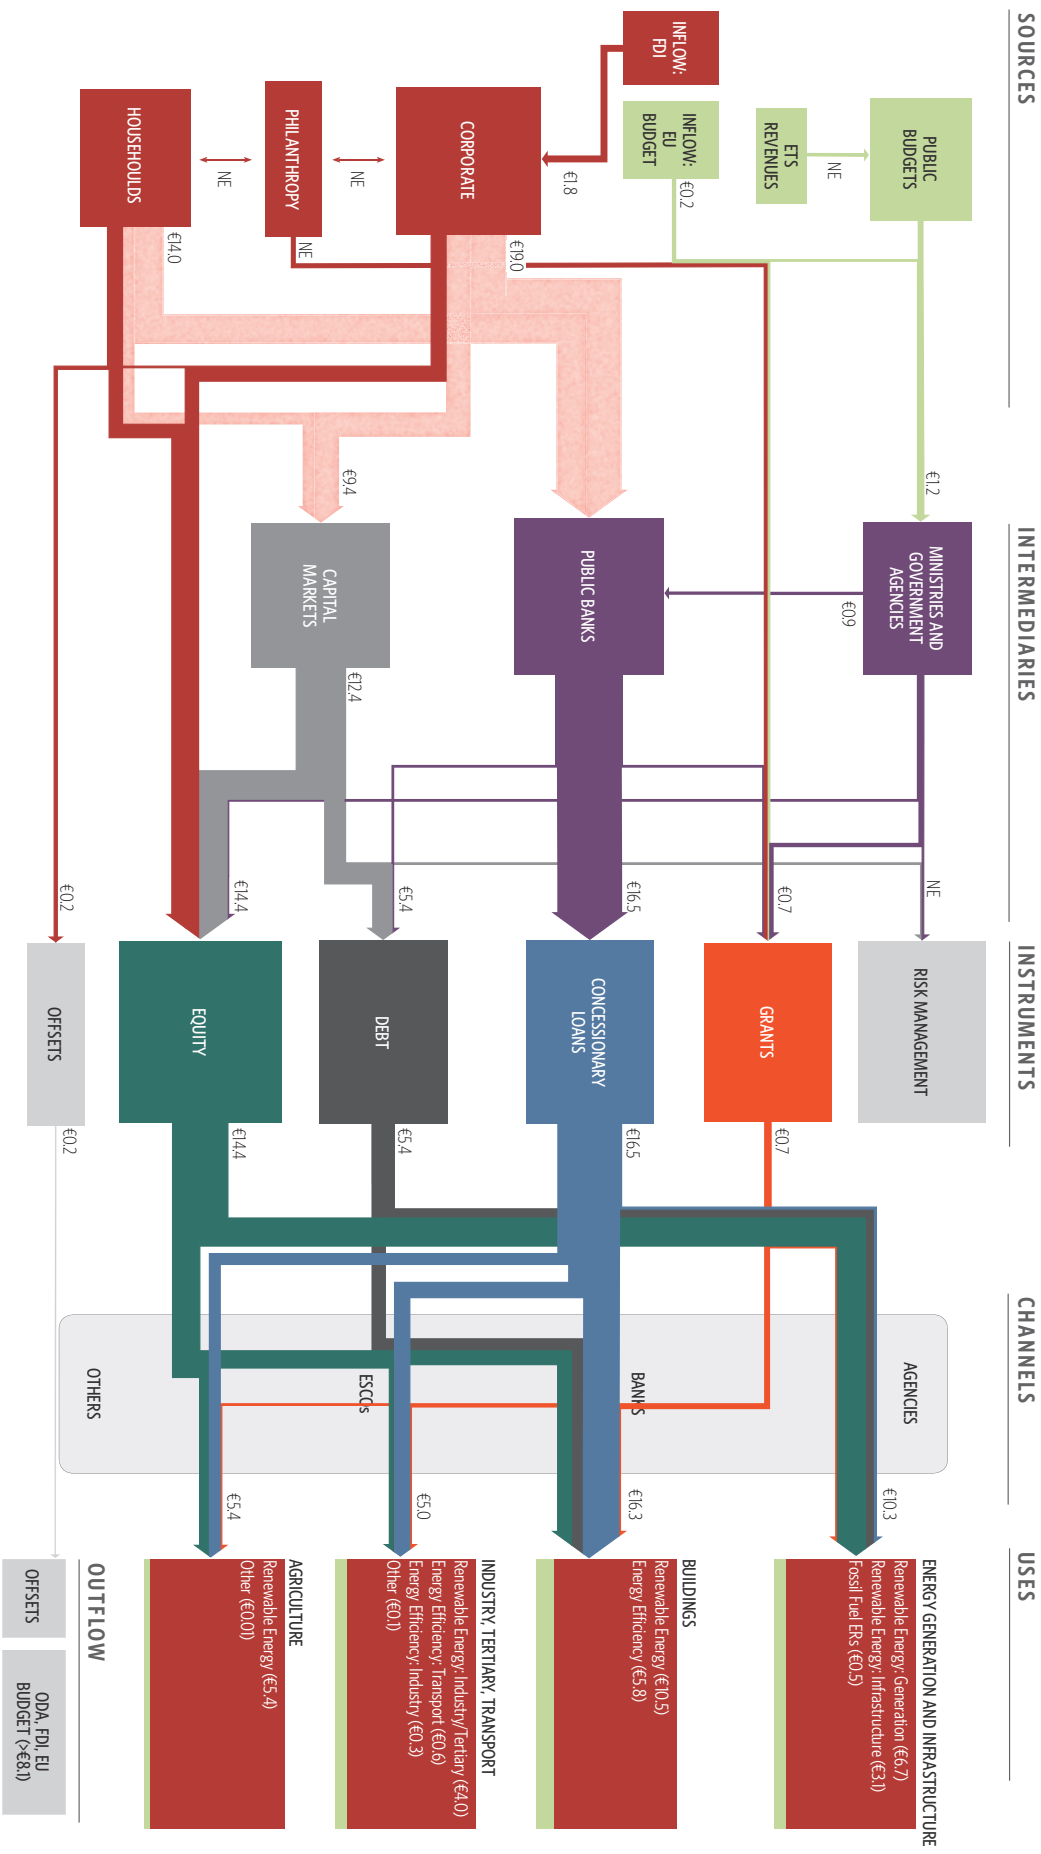 SOURCES
INTERMEDIARIES
INSTRUMENTS
CHANNELS
USES
PUBLIC
BUDGETS
ETS
REVENUES
NE
INFLOW:
EU
BUDGET
€0.2
INFLOW:
FDI
€1.8
CORPORATE
€19.0
NE
PHILANTHROPY
NE
NE
HOUSEHOULDS
€14.0
€1.2
€9.4
MINISTRIES AND
GOVERNMENT
AGENCIES
€0.9
PUBLIC BANKS
CAPITAL
MARKETS
€12.4
NE
€0.7
€16.5
€5.4
€14.4
€0.2
RISK MANAGEMENT
GRANTS
€0.7
CONCESSIONARY
LOANS
€16.5
DEBT
€5.4
EQUITY
€14.4
OFFSETS
€0.2
AGENCIES
BANKS
ESCOs
OTHERS
€10.3
€16.3
€5.0
€5.4
ENERGY GENERATION AND INFRASTRUCTURE
Renewable Energy: Generation (€6.7)
Renewable Energy: Infrastructure (€3.1)
Fossil Fuel ERs (€0.5)
BUILDINGS
Renewable Energy (€10.5)
Energy Efficiency (€5.8)
INDUSTRY, TERTIARY, TRANSPORT
Renewable Energy: Industry/Tertiary (€4.0)
Energy Efficiency: Transport (€0.6)
Energy Efficiency: Industry (€0.3)
Other (€0.1)
AGRICULTURE
Renewable Energy (€5.4)
Other (€0.01)
OUTFLOW
OFFSETS
ODA, FDI, EU
BUDGET (>€8.1)